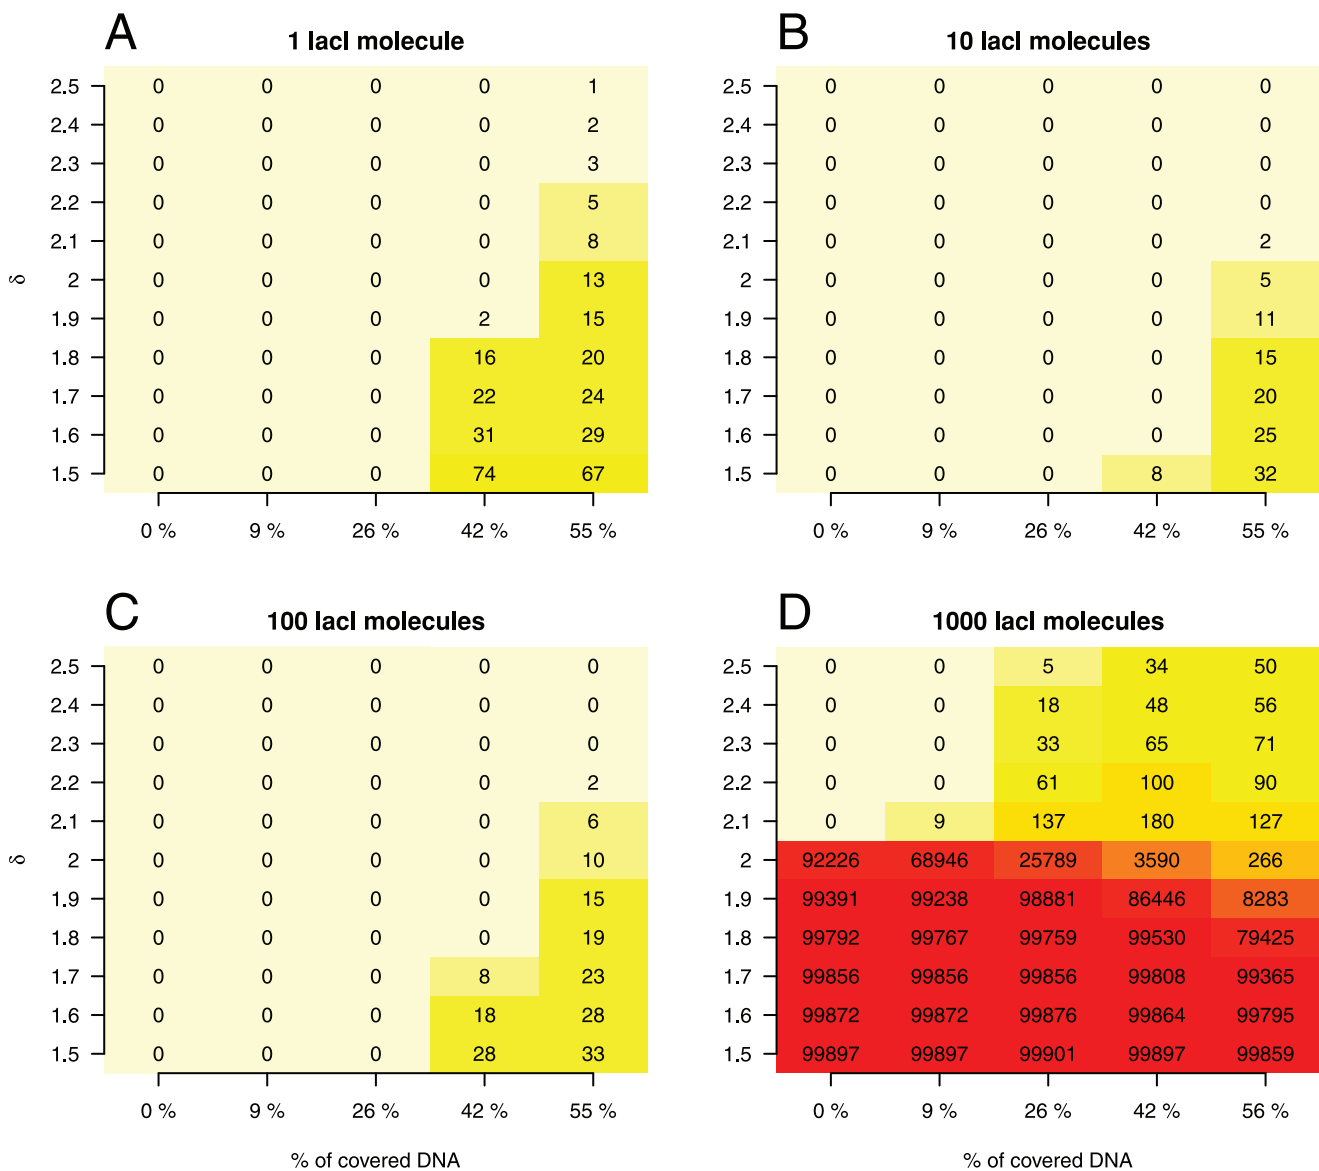 A
1 lacI molecule
2.5 0 0 0 0 1
2.4 0 0 0 0 2
2.3 0 0 0 0 3
2.2 0 0 0 0 5
2.1 0 0 0 0 8
2 0 0 0 0 13
1.9 0 0 0 2 15
1.8 0 0 0 16 20
1.7 0 0 0 22 24
1.6 0 0 0 31 29
1.5 0 0 0 74 67
δ
0 % 9 % 26 % 42 % 55 %
B
10 lacI molecules
2.5 0 0 0 0 0
2.4 0 0 0 0 0
2.3 0 0 0 0 0
2.2 0 0 0 0 0
2.1 0 0 0 0 2
2 0 0 0 0 5
1.9 0 0 0 0 11
1.8 0 0 0 0 15
1.7 0 0 0 0 20
1.6 0 0 0 0 25
1.5 0 0 0 8 32
0 % 9 % 26 % 42 % 55 %
C
100 lacI molecules
2.5 0 0 0 0 0
2.4 0 0 0 0 0
2.3 0 0 0 0 0
2.2 0 0 0 0 2
2.1 0 0 0 0 6
2 0 0 0 0 10
1.9 0 0 0 0 15
1.8 0 0 0 0 19
1.7 0 0 0 8 23
1.6 0 0 0 18 28
1.5 0 0 0 28 33
δ
0 % 9 % 26 % 42 % 55 %
% of covered DNA
D
1000 lacI molecules
2.5 0 0 5 34 50
2.4 0 0 18 48 56
2.3 0 0 33 65 71
2.2 0 0 61 100 90
2.1 0 9 137 180 127
2 92226 68946 25789 3590 266
1.9 99391 99238 98881 86446 8283
1.8 99792 99767 99759 99530 79425
1.7 99856 99856 99856 99808 99365
1.6 99872 99872 99876 99864 99795
1.5 99897 99897 99901 99897 99859
0 % 9 % 26 % 42 % 56 %
% of covered DNA